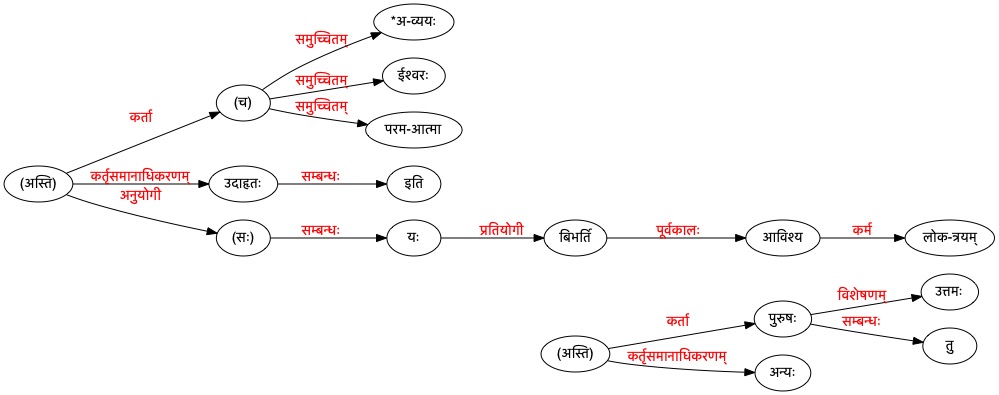 *अ-व्ययः
समुच्चितम्
ईश्वरः
समुच्चितम्
(च)
समुच्चितम्
कर्ता
परम-आत्मा
(अस्ति) कर्तृसमानाधिकरणम् उदाहृतः सम्बन्धः इति
अनुयोगी
(सः) सम्बन्धः यः प्रतियोगी बिभर्ति पूर्वकालः आविश्य कर्म लोक-त्रयम्
विशेषणम् उत्तमः
कर्ता पुरुषः सम्बन्धः
(अस्ति) तु
कर्तृसमानाधिकरणम् अन्यः